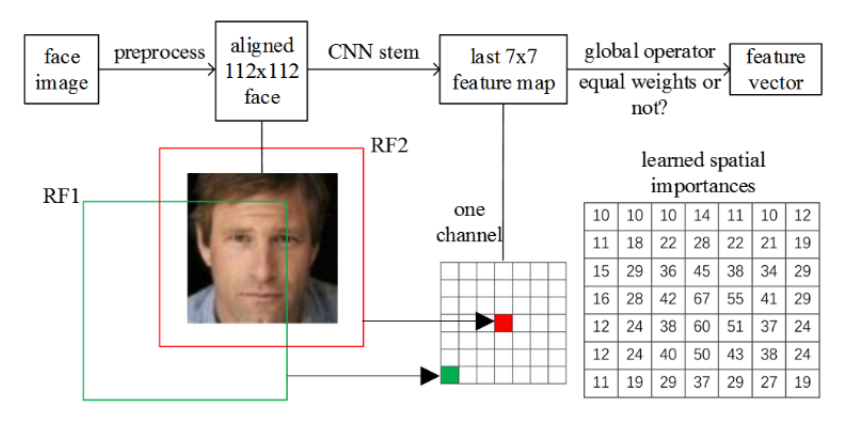 face
image
preprocess
aligned
112x112
face
CNN stem
last 7x7
feature map
global operator
equal weights or
not?
feature
vector
RF1
RF2
one
channel
learned spatial
importances
10 10 10 14 11 10 12
11 18 22 28 22 21 19
15 29 36 45 38 34 29
16 28 42 67 55 41 29
12 24 38 60 51 37 24
12 24 40 50 43 38 24
11 19 29 37 29 27 19